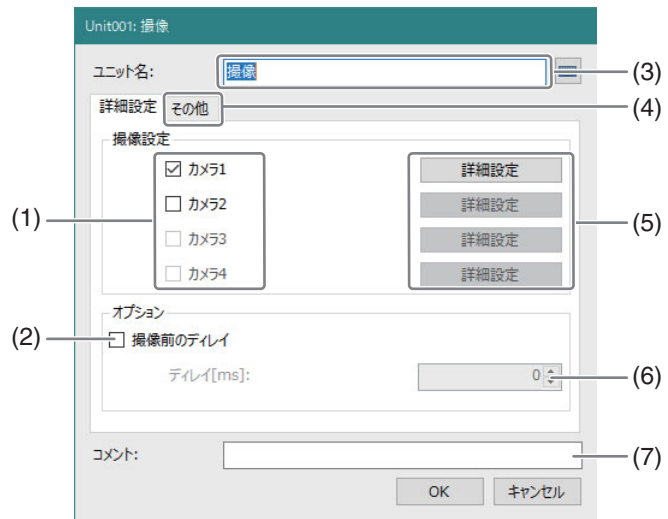 Unit001: 撮像
ユニット名: 撮像 (3)
詳細設定 その他 (4)
撮像設定
カメラ1 詳細設定
カメラ2 詳細設定
(1) (5)
カメラ3 詳細設定
カメラ4 詳細設定
オプション
(2) 撮像前のディレイ
ディレイ[ms]: 0 (6)
コメント: (7)
OK キャンセル